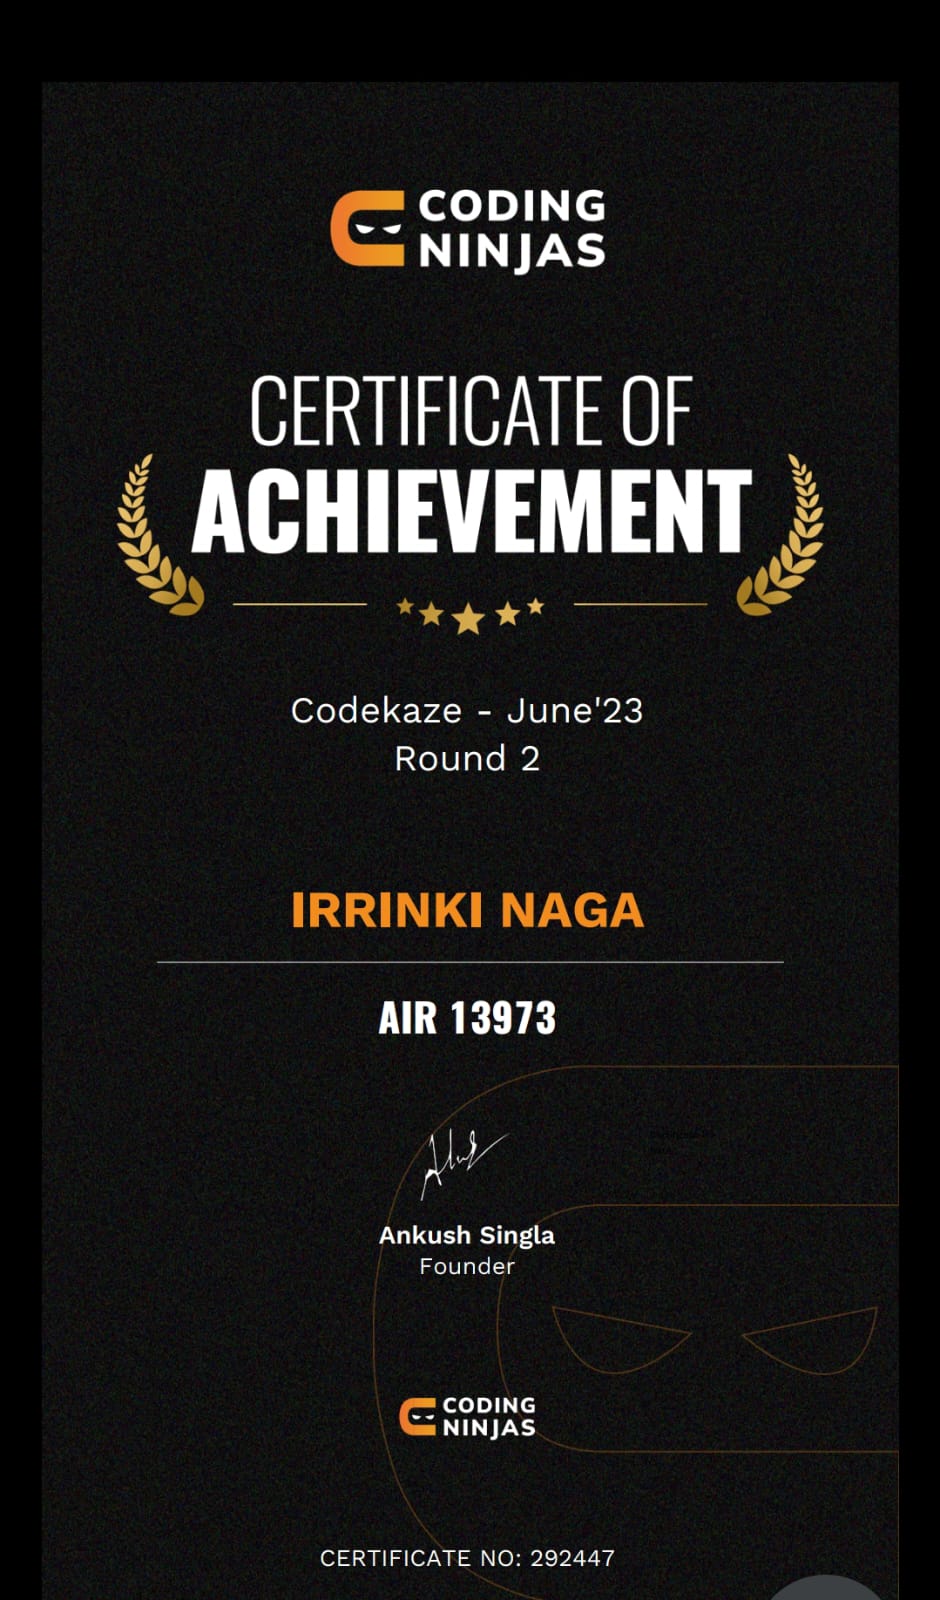 CODING
NINJAS
CERTIFICATE OF
ACHIEVEMENT
Codekaze - June'23
Round 2
IRRINKI NAGA
AIR 13973
Ankush Singla
Founder
CODING
NINJAS
CERTIFICATE NO: 292447